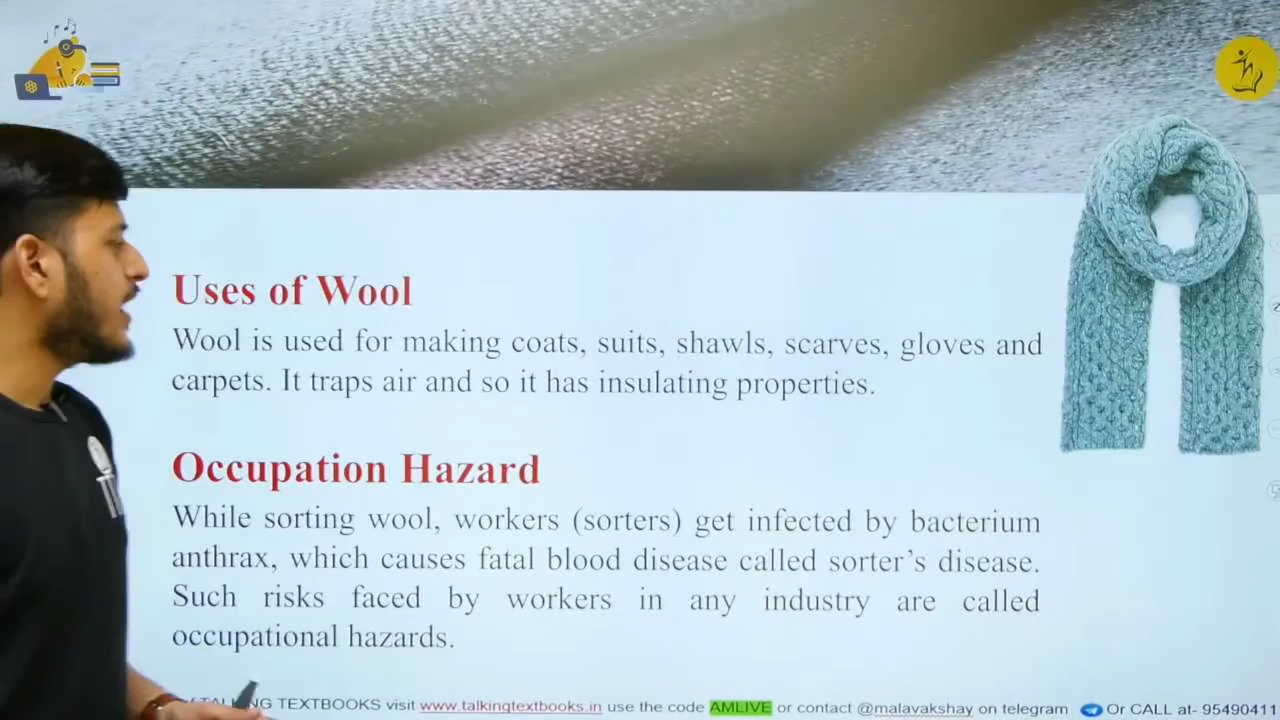 Uses of Wool
Wool is used for making coats, suits, shawls, scarves, gloves and
carpets. It traps air and so it has insulating properties.
Occupation Hazard
While sorting wool, workers (sorters) get infected by bacterium
anthrax, which causes fatal blood disease called sorter's disease.
Such risks faced by workers in any industry are called
occupational hazards.
TEXTBOOKS visit www.talkingtextbooks.in use the code AMLIVE or contact @malavakshay on telegram Or CALL at- 95490411